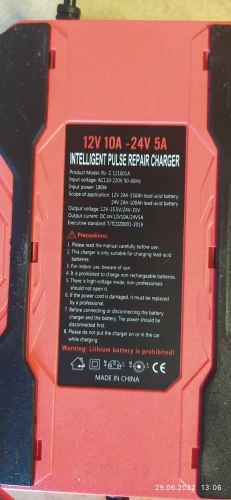 12V 10A -24V 5A
INTELLIGENT PULSE REPAIR CHARGER
Product Model: RJ- C 121001A
Input voltage: AC110-220V 50-60Hz
Input power: 180W
Scope of application: 12V 2Ah-150Ah lead-acid battery
24V 2Ah-100Ah lead-acid battery
Output voltage: 12V-15.9V/24V-31V
Output current: DC 12V10A/24V5A
Executive standard: T/TCOZ0001-2019
Precautions:
1. Please read the manual carefully before use.
2. This charger is only suitable for charging lead-acid
batteries.
3. For indoor use, beware of rain.
4. It is prohibited to charge non-rechargeable batteries.
5. There is high voltage inside, non-professionals
should not open it.
6. If the power cord is damaged, it must be replaced
by a professional.
7. Before connecting or disconnecting the battery
charger and the battery, The power should be
disconnected first.
8. Please do not put the charger on or in the car
while charging.
Warning: Lithium battery is prohibited!
CE
MADE IN CHINA
29.06.2022 13:06